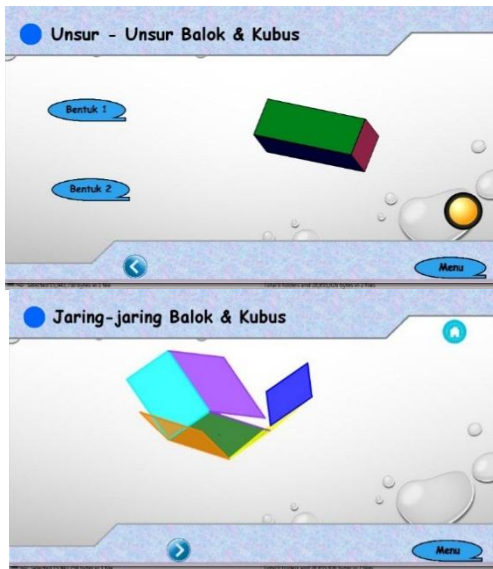 Unsur - Unsur Balok & Kubus
Bentuk 1
Bentuk 2
Menu
Jaring-jaring Balok & Kubus
Menu